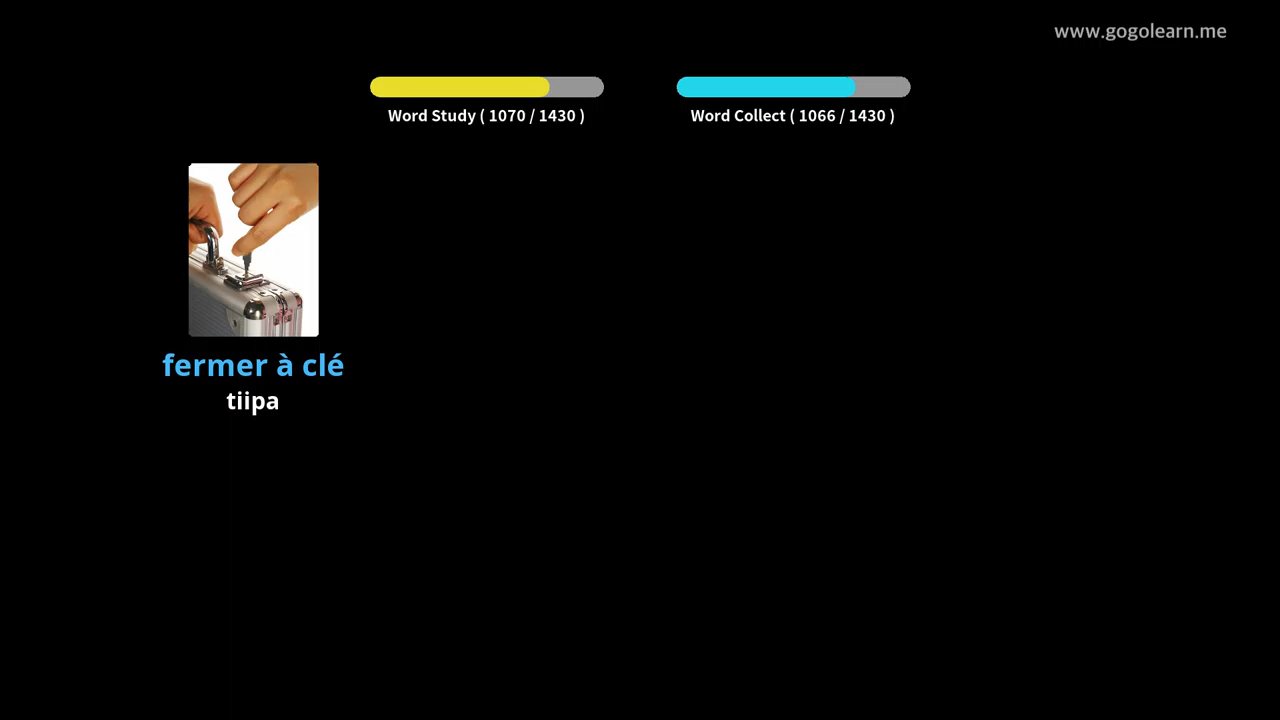 www.gogolearn.me
Word Study ( 1070 / 1430 )
Word Collect ( 1066 / 1430 )
fermer à clé
tiipa